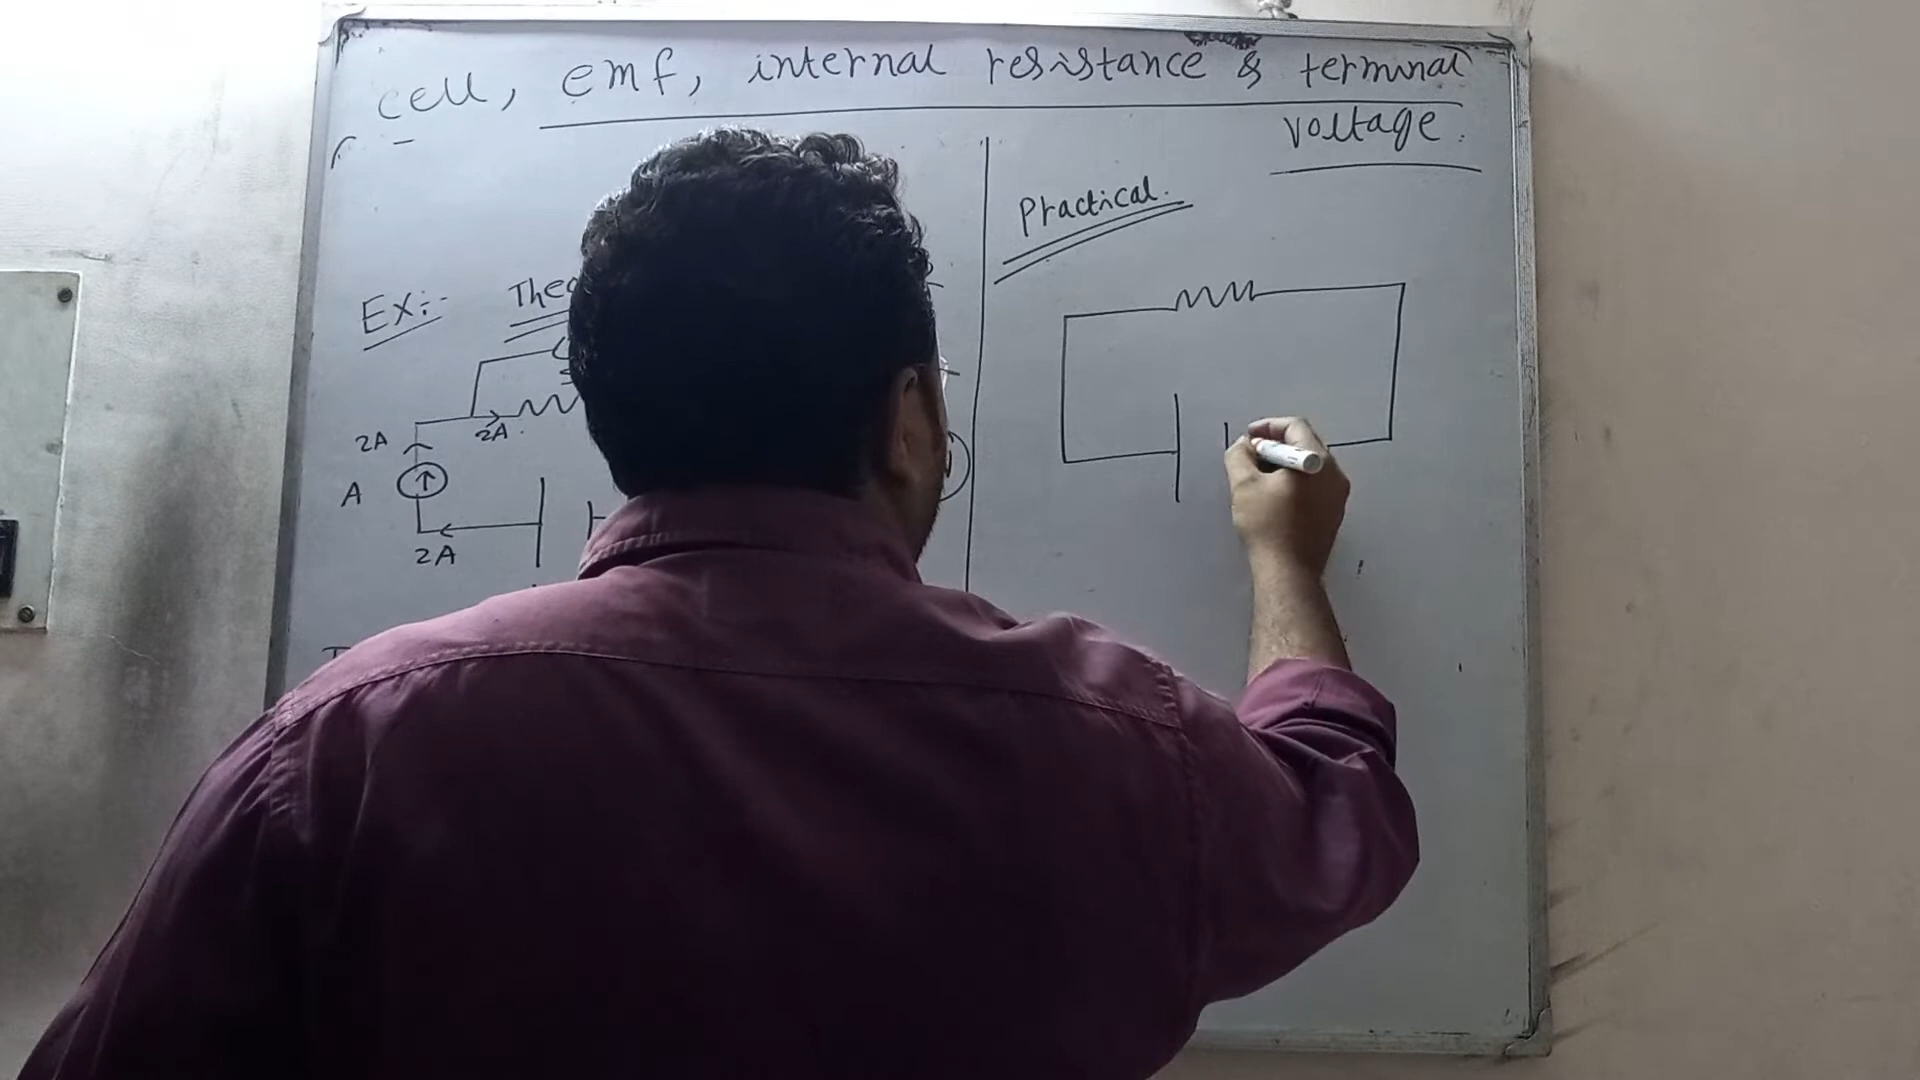 cell, emf, internal resistance & terminal
voltage.
Practical.
Ex:-
2A
2A.
A
2A